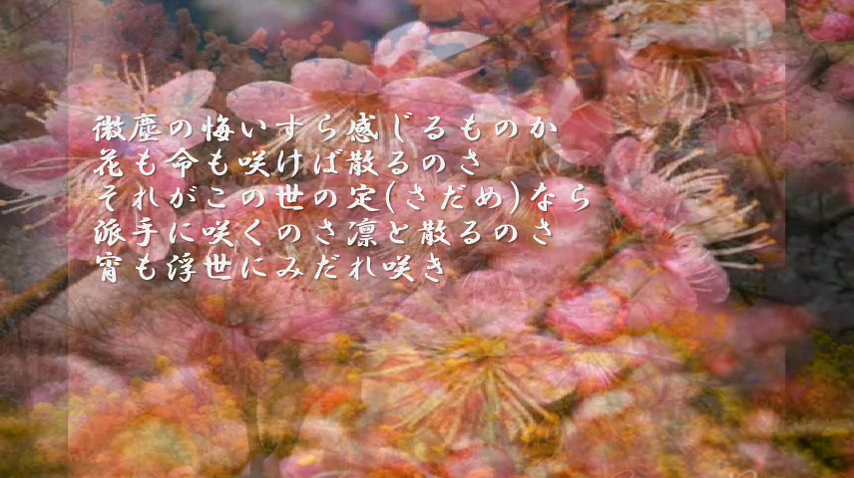 微塵の悔いすら感じるものか
花も命も咲けば散るのさ
それがこの世の定(さだめ)なら
派手に咲くのさ凛と散るのさ
宵も浮世にみだれ咲き